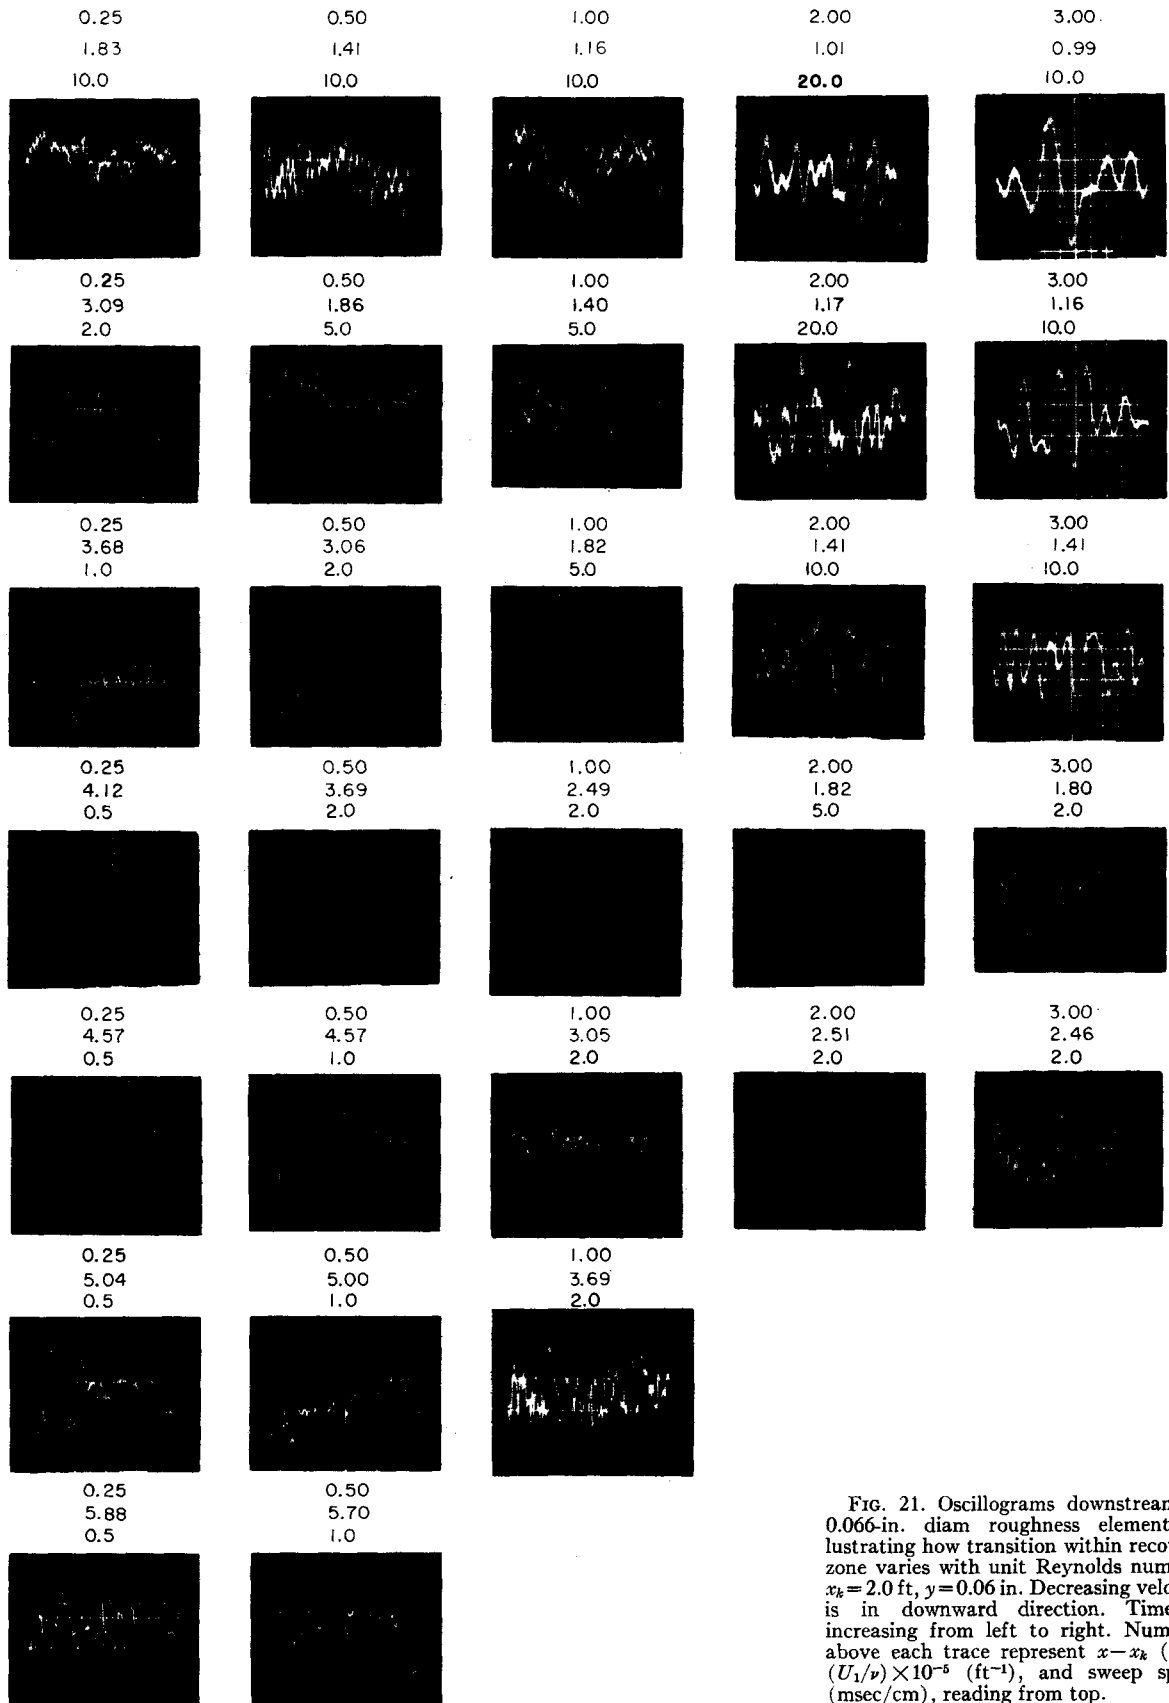 0.25 0.50 1.00 2.00 3.00
1.83 1.41 1.16 1.01 0.99
10.0 10.0 10.0 20.0 10.0
0.25 0.50 1.00 2.00 3.00
3.09 1.86 1.40 1.17 1.16
2.0 5.0 5.0 20.0 10.0
0.25 0.50 1.00 2.00 3.00
3.68 3.06 1.82 1.41 1.41
1.0 2.0 5.0 10.0 10.0
0.25 0.50 1.00 2.00 3.00
4.12 3.69 2.49 1.82 1.80
0.5 2.0 2.0 5.0 2.0
0.25 0.50 1.00 2.00 3.00
4.57 4.57 3.05 2.51 2.46
0.5 1.0 2.0 2.0 2.0
0.25 0.50 1.00
5.04 5.00 3.69
0.5 1.0 2.0
0.25 0.50
5.88 5.70
0.5 1.0
FIG. 21. Oscillograms downstream
0.066-in. diam roughness element
lustrating how transition within reco
zone varies with unit Reynolds num
xₖ=2.0 ft, y=0.06 in. Decreasing velo
is in downward direction. Time
increasing from left to right. Num
above each trace represent x−xₖ (
(U₁/ν)×10⁻⁵ (ft⁻¹), and sweep sp
(msec/cm), reading from top.